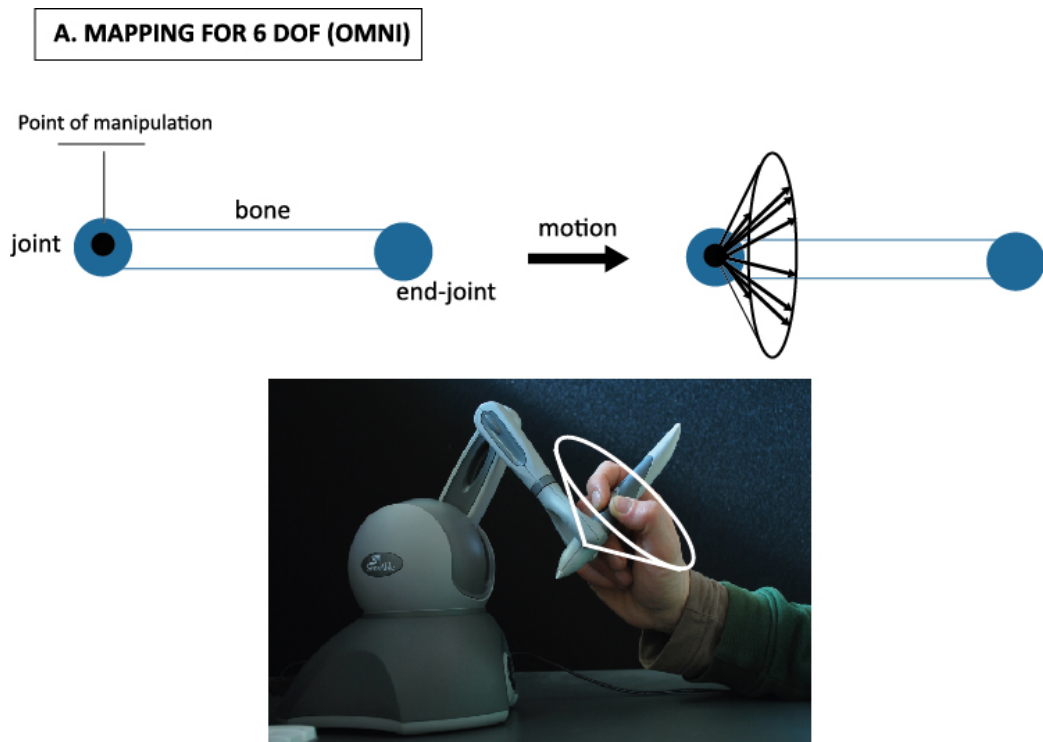 A. MAPPING FOR 6 DOF (OMNI)
Point of manipulation
bone
joint
end-joint
motion